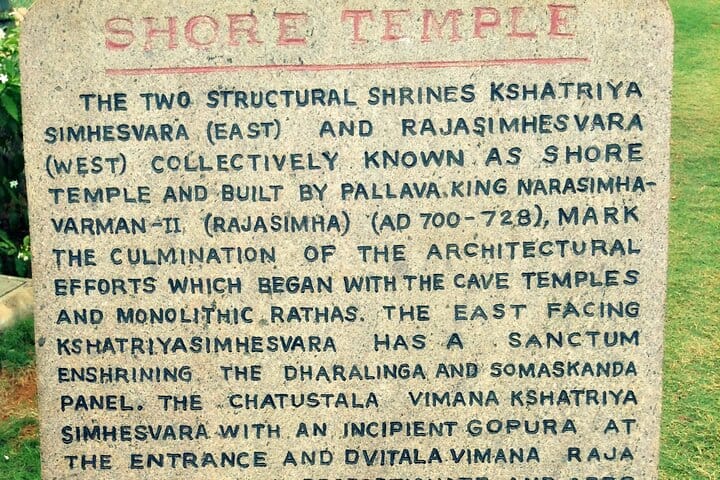 SHORE TEMPLE
THE TWO STRUCTURAL SHRINES KSHATRIYA
SIMHESVARA (EAST) AND RAJASIMHESVARA
(WEST) COLLECTIVELY KNOWN AS SHORE
TEMPLE AND BUILT BY PALLAVA KING NARASIMHA-
VARMAN-II, (RAJASIMHA) (AD 700-728), MARK
THE CULMINATION OF THE ARCHITECTURAL
EFFORTS WHICH BEGAN WITH THE CAVE TEMPLES
AND MONOLITHIC RATHAS. THE EAST FACING
KSHATRIYASIMHESVARA HAS A SANCTUM
ENSHRINING THE DHARALINGA AND SOMASKANDA
PANEL. THE CHATUSTALA VIMANA KSHATRIYA
SIMHESVARA WITH AN INCIPIENT GOPURA AT
THE ENTRANCE AND DVITALA VIMANA RAJA